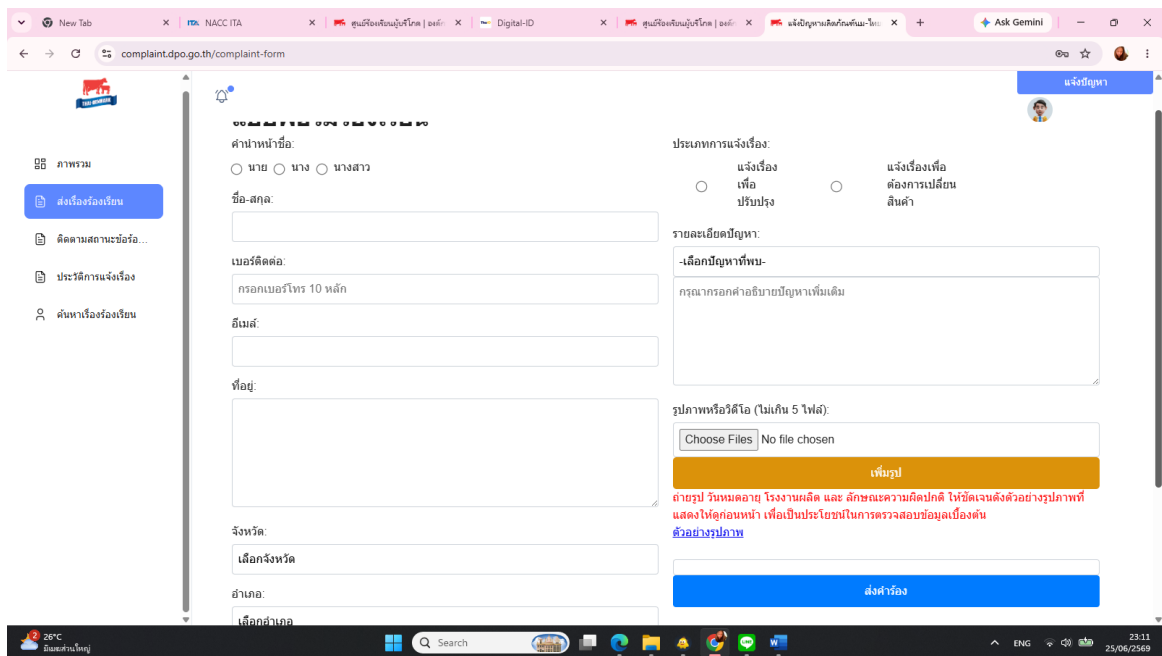 New Tab
NACC ITA
ศูนย์ร้องเรียนผู้บริโภค | องค์ก
Digital-ID
ศูนย์ร้องเรียนผู้บริโภค | องค์ก
แจ้งปัญหาผลิตภัณฑ์นม-ไทย
Ask Gemini
complaint.dpo.go.th/complaint-form
THAI-DENMARK
แจ้งปัญหา
ภาพรวม
ส่งเรื่องร้องเรียน
ติดตามสถานะข้อร้อ...
ประวัติการแจ้งเรื่อง
ค้นหาเรื่องร้องเรียน
คำนำหน้าชื่อ:
นาย นาง นางสาว
ชื่อ-สกุล:
เบอร์ติดต่อ:
กรอกเบอร์โทร 10 หลัก
อีเมล์:
ที่อยู่:
จังหวัด:
เลือกจังหวัด
อำเภอ:
เลือกอำเภอ
ประเภทการแจ้งเรื่อง:
แจ้งเรื่อง
เพื่อ
ปรับปรุง
แจ้งเรื่องเพื่อ
ต้องการเปลี่ยน
สินค้า
รายละเอียดปัญหา:
-เลือกปัญหาที่พบ-
กรุณากรอกคำอธิบายปัญหาเพิ่มเติม
รูปภาพหรือวิดีโอ (ไม่เกิน 5 ไฟล์):
Choose Files No file chosen
เพิ่มรูป
ถ่ายรูป วันหมดอายุ โรงงานผลิต และ ลักษณะความผิดปกติ ให้ชัดเจนดังตัวอย่างรูปภาพที่
แสดงให้ดูก่อนหน้า เพื่อเป็นประโยชน์ในการตรวจสอบข้อมูลเบื้องต้น
ตัวอย่างรูปภาพ
ส่งคำร้อง
2
26°C
มีเมฆส่วนใหญ่
Search
ENG
23:11
25/06/2569